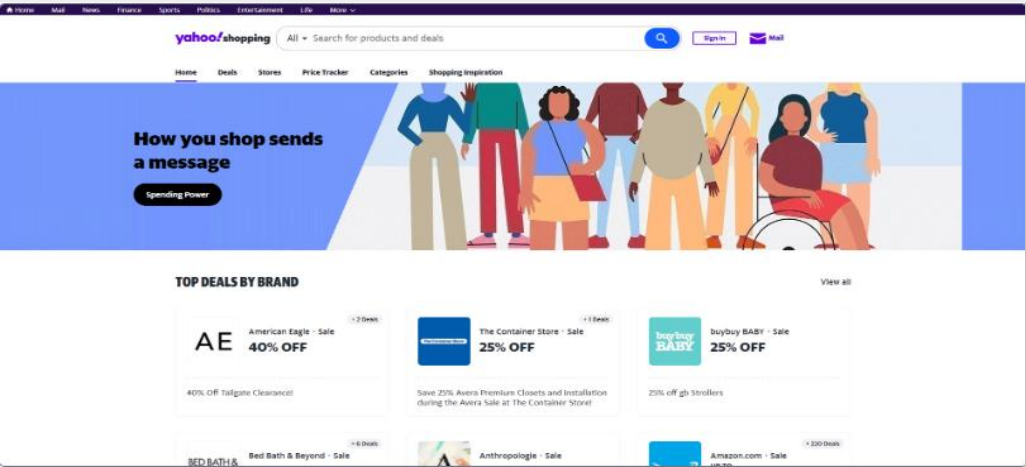 Home Mail News Finance Sports Politics Entertainment Life More
yahoo!shopping All Search for products and deals Sign in Mail
Home Deals Stores Price Tracker Categories Shopping Inspiration
How you shop sends
a message
Spending Power
TOP DEALS BY BRAND View all
+ 2 Deals
AE
American Eagle · Sale
40% OFF
40% Off Tailgate Clearance!
+ 1 Deals
The Container Store
The Container Store · Sale
25% OFF
Save 25% Avera Premium Closets and Installation
during the Avera Sale at The Container Store!
buybuy
BABY
buybuy BABY · Sale
25% OFF
25% off gb Strollers
+ 6 Deals
BED BATH &
Bed Bath & Beyond · Sale
Anthropologie · Sale
+ 230 Deals
Amazon.com · Sale